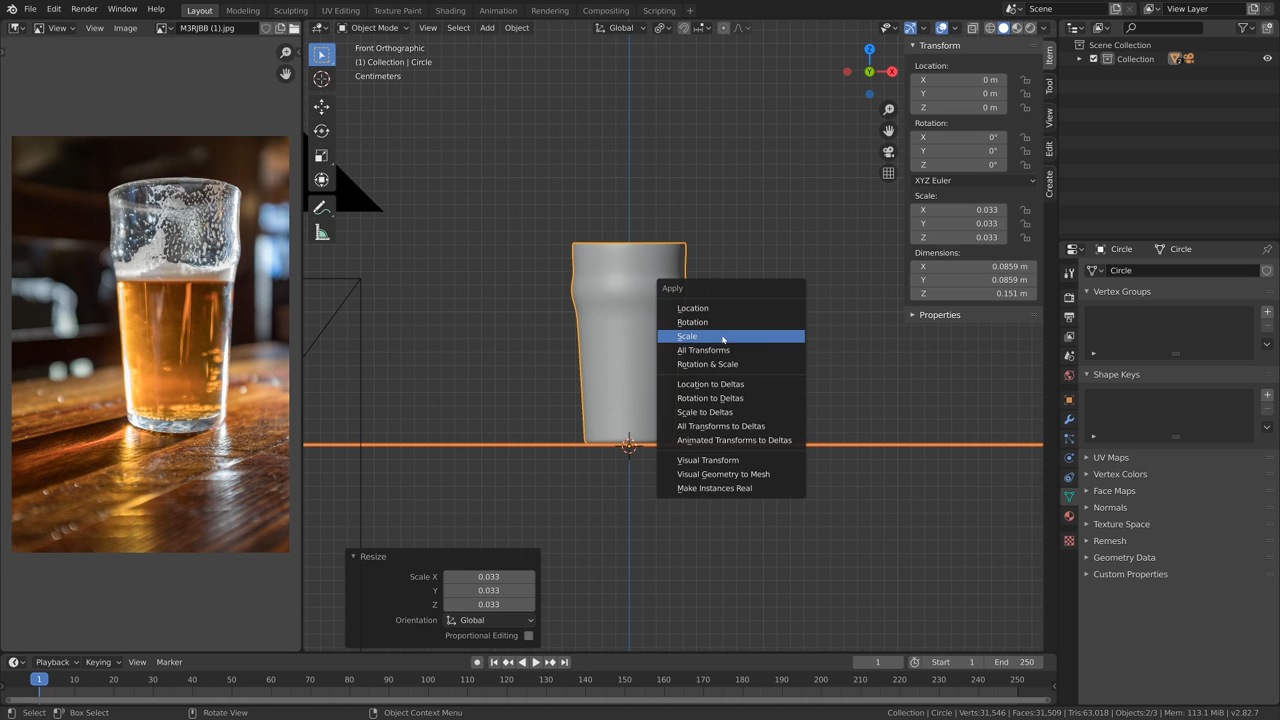 File Edit Render Window Help Layout Modeling Sculpting UV Editing Texture Paint Shading Animation Rendering Compositing Scripting + Scene View Layer
View View Image M3RJBB (1).jpg
Object Mode View Select Add Object Global
Front Orthographic
(1) Collection | Circle
Centimeters
Z
Y
X
Transform
Location:
X 0 m
Y 0 m
Z 0 m
Rotation:
X 0°
Y 0°
Z 0°
XYZ Euler
Scale:
X 0.033
Y 0.033
Z 0.033
Dimensions:
X 0.0859 m
Y 0.0859 m
Z 0.151 m
Properties
Item
Tool
View
Edit
Create
Apply
Location
Rotation
Scale
All Transforms
Rotation & Scale
Location to Deltas
Rotation to Deltas
Scale to Deltas
All Transforms to Deltas
Animated Transforms to Deltas
Visual Transform
Visual Geometry to Mesh
Make Instances Real
Resize
Scale X 0.033
Y 0.033
Z 0.033
Orientation Global
Proportional Editing
Scene Collection
Collection
Circle Circle
Circle
Vertex Groups
Shape Keys
UV Maps
Vertex Colors
Face Maps
Normals
Texture Space
Remesh
Geometry Data
Custom Properties
Playback Keying View Marker 1 Start 1 End 250
1 10 20 30 40 50 60 70 80 90 100 110 120 130 140 150 160 170 180 190 200 210 220 230 240 250
Select Box Select Rotate View Object Context Menu Collection | Circle | Verts:31,546 | Faces:31,509 | Tris:63,018 | Objects:2/3 | Mem: 113.1 MiB | v2.82.7